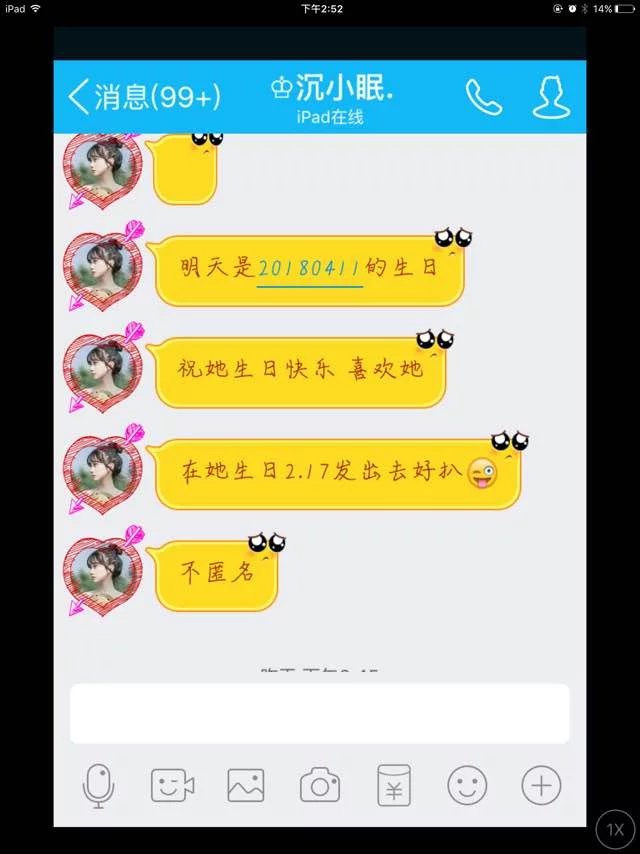 iPad 下午2:52 14%
消息(99+) ♔沉小眠.
iPad在线
明天是20180411的生日
祝她生日快乐 喜欢她
在她生日2.17发出去好扒😜
不匿名
1X